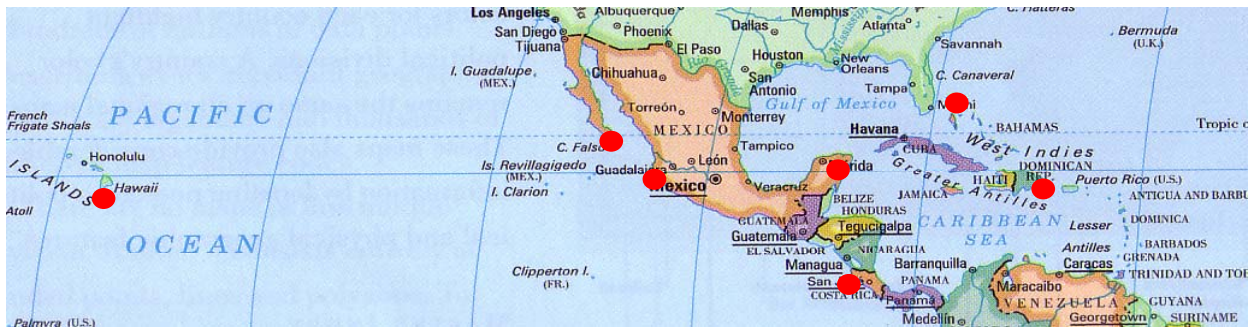 Los Angeles
San Diego
Tijuana
Albuquerque
Phoenix
El Paso
Memphis
Dallas
Atlanta
C. Hatteras
Mississippi
Savannah
Bermuda
(U.K.)
I. Guadalupe
(MEX.)
Chihuahua
Rio Grande
San
Antonio
Houston
New
Orleans
Tampa
C. Canaveral
French
Frigate Shoals
PACIFIC
Torreón
Monterrey
MEXICO
Gulf of Mexico
BAHAMAS
Tropic
Havana
CUBA
West Indies
Honolulu
ISLANDS
Hawaii
C. Falso
Is. Revillagigedo
(MEX.)
I. Clarion
Guadalajara
León
Tampico
Mexico
Veracruz
Greater Antilles
HAITI
DOMINICAN
REP.
Puerto Rico (U.S.)
JAMAICA
ANTIGUA AND BARBU
Atoll
OCEAN
BELIZE
HONDURAS
GUATEMALA
Tegucigalpa
Guatemala
EL SALVADOR
NICARAGUA
Managua
CARIBBEAN
SEA
Lesser
Antilles
DOMINICA
BARBADOS
GRENADA
Clipperton I.
(FR.)
San
COSTA RICA
PANAMA
Panamá
Barranquilla
Maracaibo
Caracas
TRINIDAD AND TOB
VENEZUELA
Medellín
Georgetown
GUYANA
SURINAME
Palmyra (U.S.)